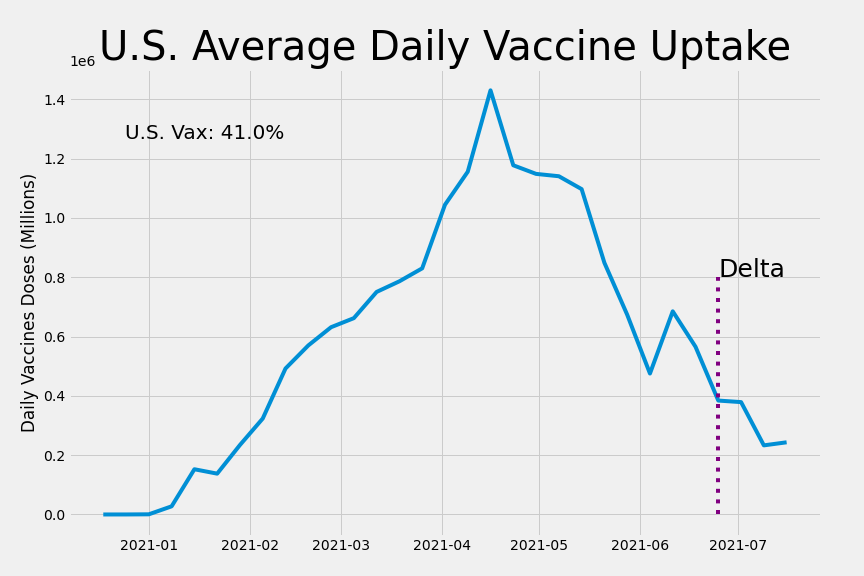 U.S. Average Daily Vaccine Uptake
1e6
1.4
U.S. Vax: 41.0%
1.2
1.0
0.8
Delta
0.6
0.4
0.2
0.0
Daily Vaccines Doses (Millions)
2021-01 2021-02 2021-03 2021-04 2021-05 2021-06 2021-07